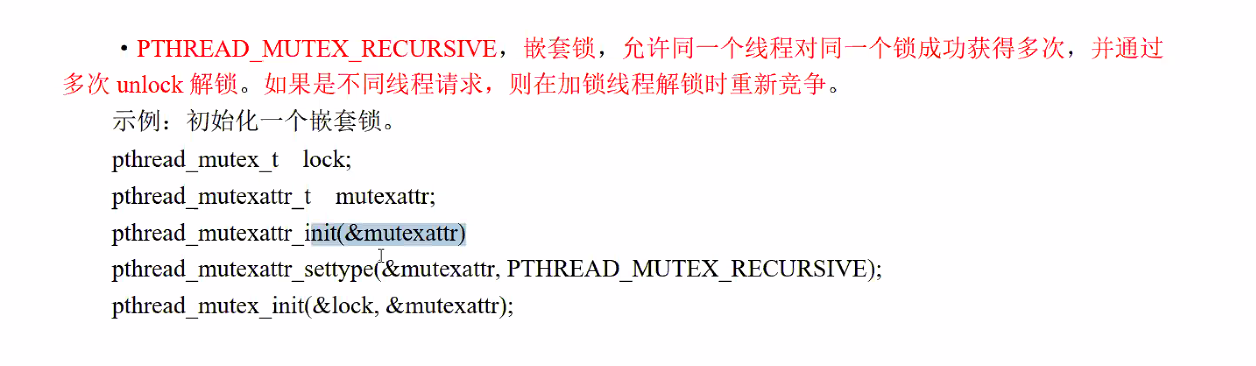 • PTHREAD_MUTEX_RECURSIVE，嵌套锁，允许同一个线程对同一个锁成功获得多次，并通过
多次 unlock 解锁。如果是不同线程请求，则在加锁线程解锁时重新竞争。
示例：初始化一个嵌套锁。
pthread_mutex_t lock;
pthread_mutexattr_t mutexattr;
pthread_mutexattr_init(&mutexattr)
pthread_mutexattr_settype(&mutexattr, PTHREAD_MUTEX_RECURSIVE);
pthread_mutex_init(&lock, &mutexattr);